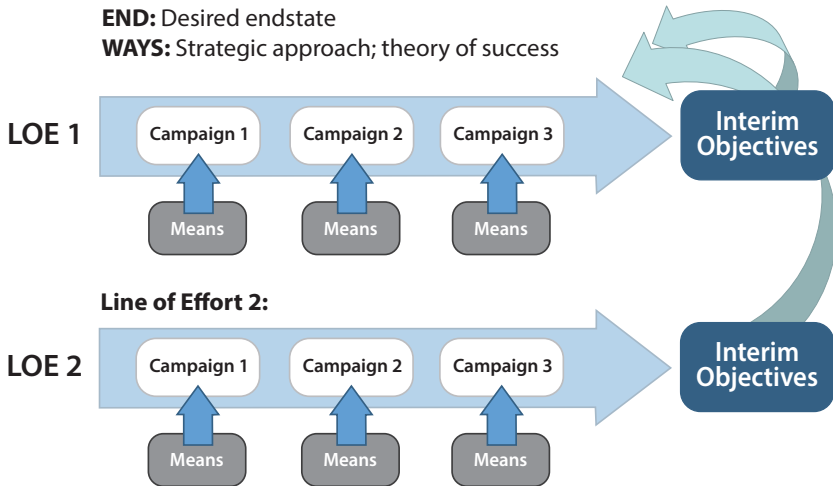 END: Desired endstate
WAYS: Strategic approach; theory of success
LOE 1
Campaign 1
Campaign 2
Campaign 3
Interim
Objectives
Means
Means
Means
Line of Effort 2:
LOE 2
Campaign 1
Campaign 2
Campaign 3
Interim
Objectives
Means
Means
Means